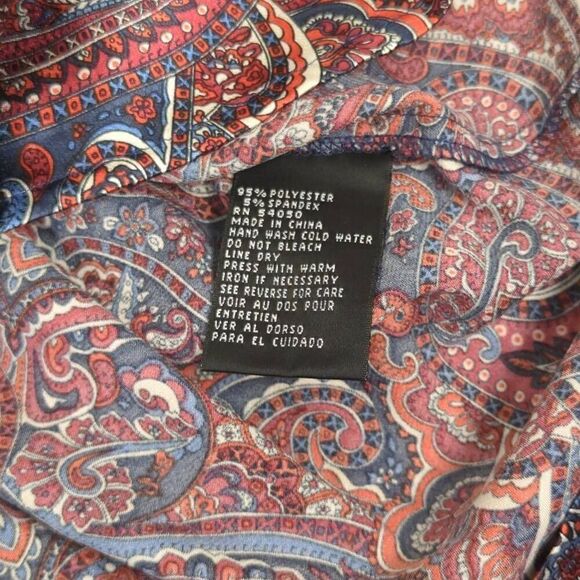 95% POLYESTER
5% SPANDEX
RN 54050
MADE IN CHINA
HAND WASH COLD WATER
DO NOT BLEACH
LINE DRY
PRESS WITH WARM
IRON IF NECESSARY
SEE REVERSE FOR CARE
VOIR AU DOS POUR
ENTRETIEN
VER AL DORSO
PARA EL CUIDADO